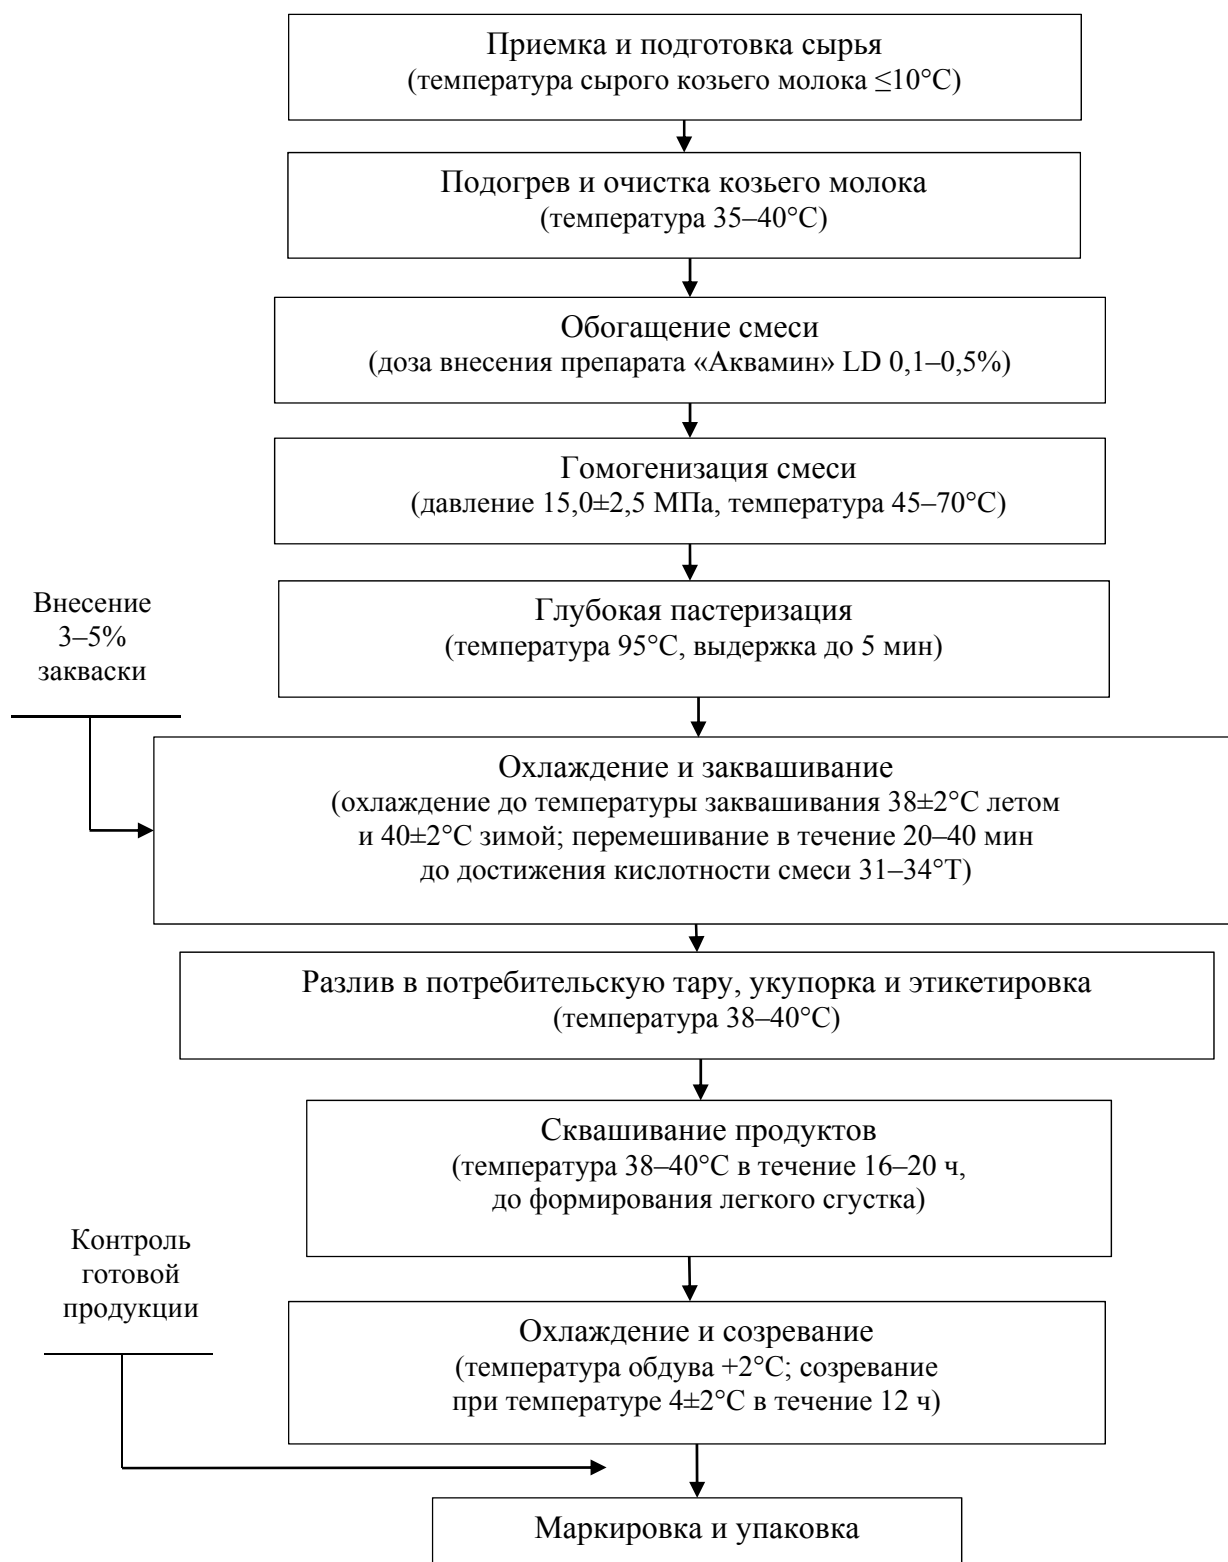 Приемка и подготовка сырья
(температура сырого козьего молока ≤10°С)
Подогрев и очистка козьего молока
(температура 35–40°С)
Обогащение смеси
(доза внесения препарата «Аквамин» LD 0,1–0,5%)
Гомогенизация смеси
(давление 15,0±2,5 МПа, температура 45–70°С)
Глубокая пастеризация
(температура 95°С, выдержка до 5 мин)
Внесение
3–5%
закваски
Охлаждение и заквашивание
(охлаждение до температуры заквашивания 38±2°С летом
и 40±2°С зимой; перемешивание в течение 20–40 мин
до достижения кислотности смеси 31–34°Т)
Разлив в потребительскую тару, укупорка и этикетировка
(температура 38–40°С)
Сквашивание продуктов
(температура 38–40°С в течение 16–20 ч,
до формирования легкого сгустка)
Контроль
готовой
продукции
Охлаждение и созревание
(температура обдува +2°С; созревание
при температуре 4±2°С в течение 12 ч)
Маркировка и упаковка